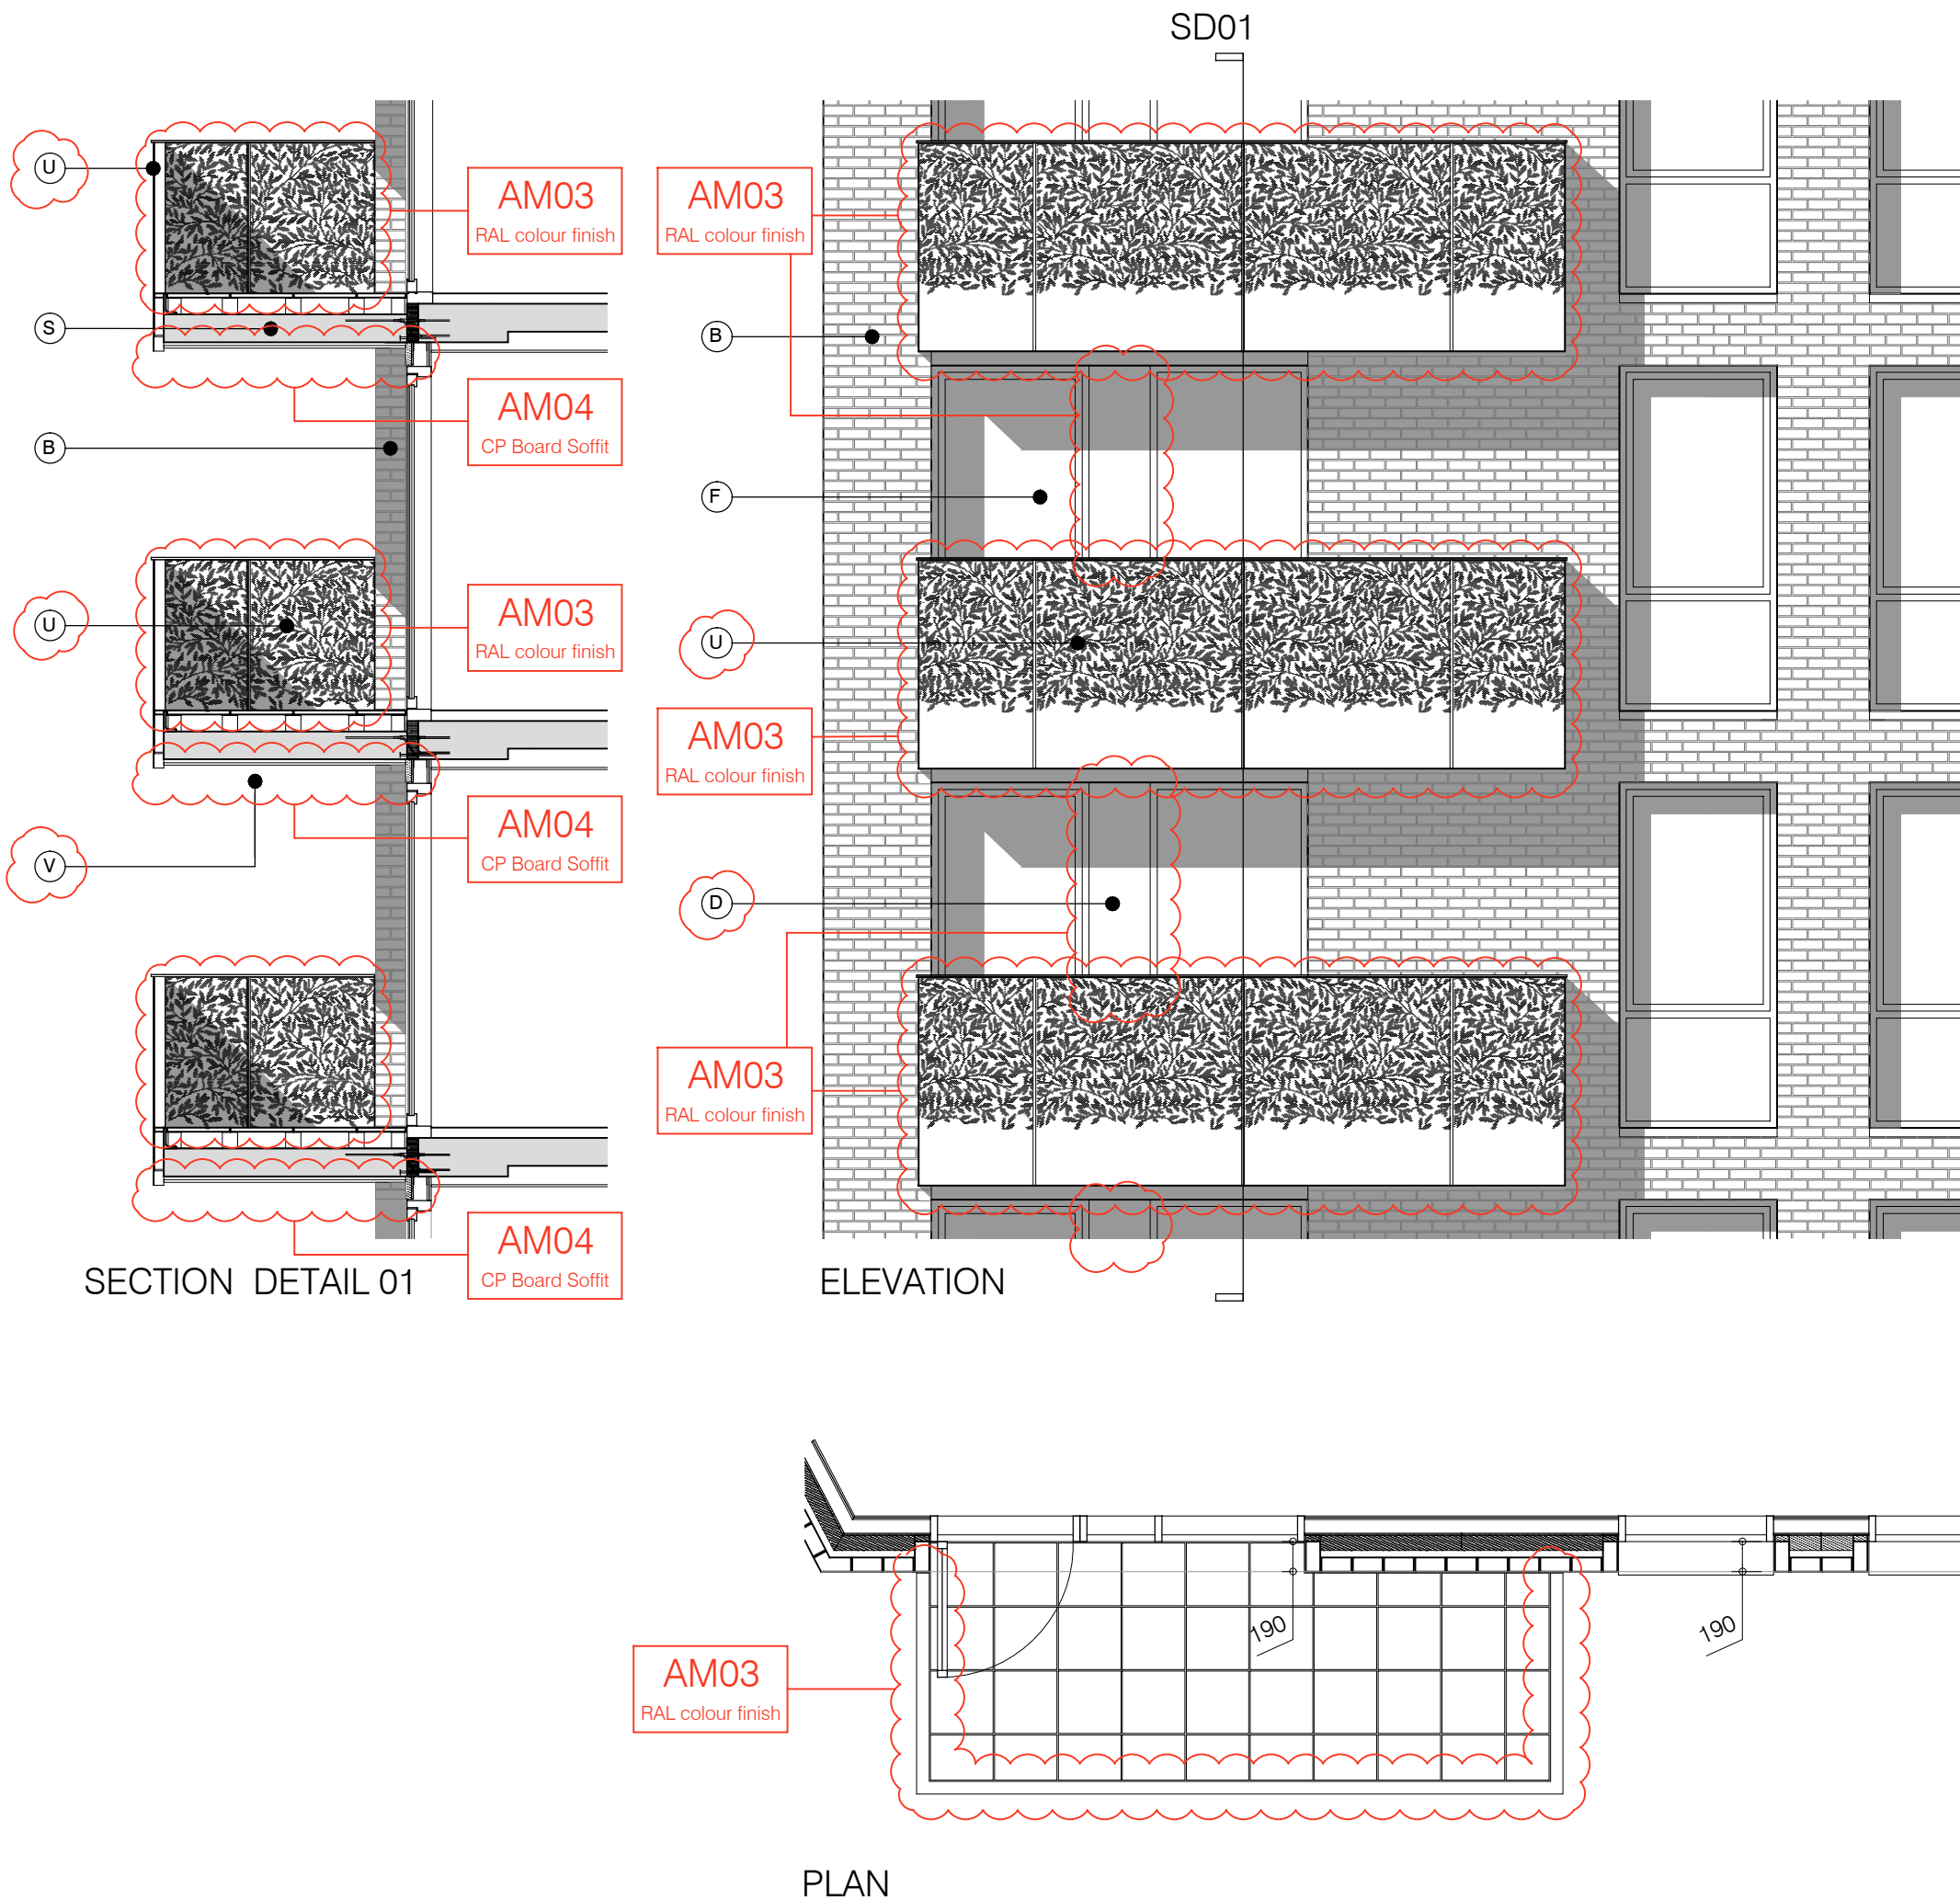 SD01
U
AM03
RAL colour finish
AM03
RAL colour finish
S
B
AM04
CP Board Soffit
B
F
U
AM03
RAL colour finish
U
AM03
RAL colour finish
AM04
CP Board Soffit
V
D
AM03
RAL colour finish
AM04
CP Board Soffit
SECTION DETAIL 01
ELEVATION
190
190
AM03
RAL colour finish
PLAN